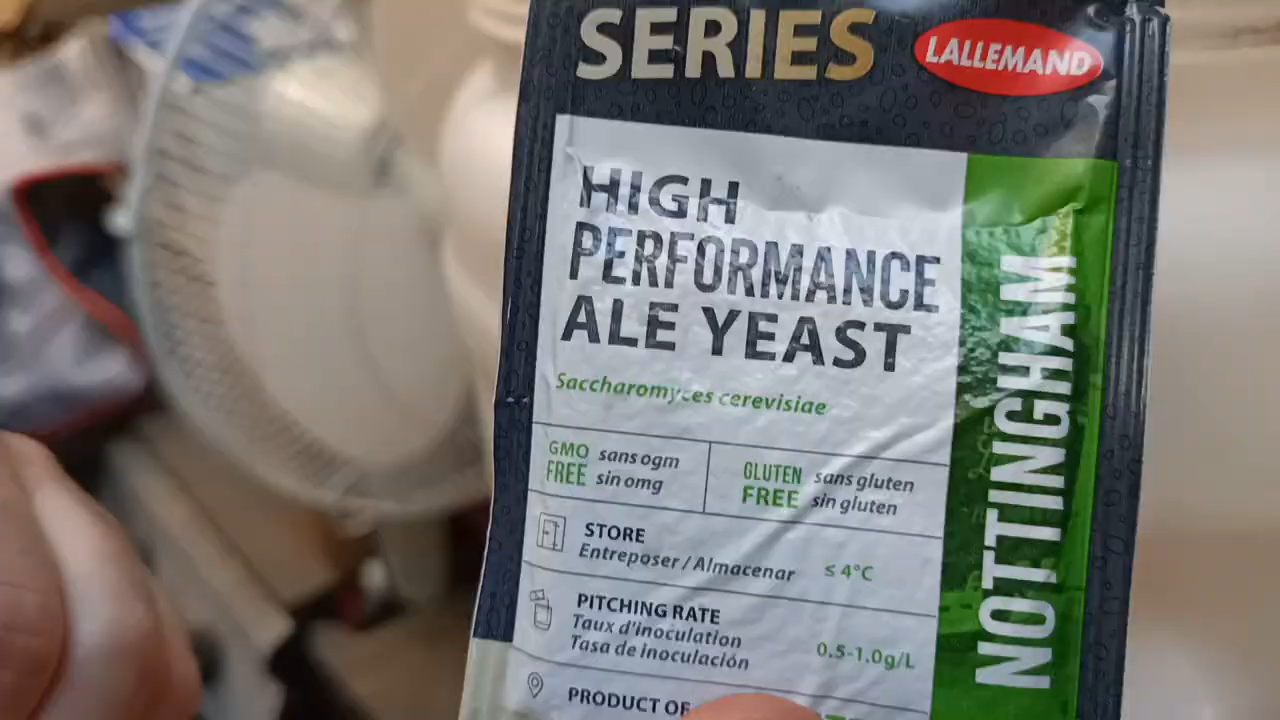 SERIES
LALLEMAND
HIGH
PERFORMANCE
ALE YEAST
Saccharomyces cerevisiae
GMO FREE sans ogm
sin omg
GLUTEN FREE sans gluten
sin gluten
STORE
Entreposer / Almacenar ≤ 4°C
PITCHING RATE
Taux d'inoculation
Tasa de inoculación 0.5-1.0g/L
PRODUCT OF
NOTTINGHAM